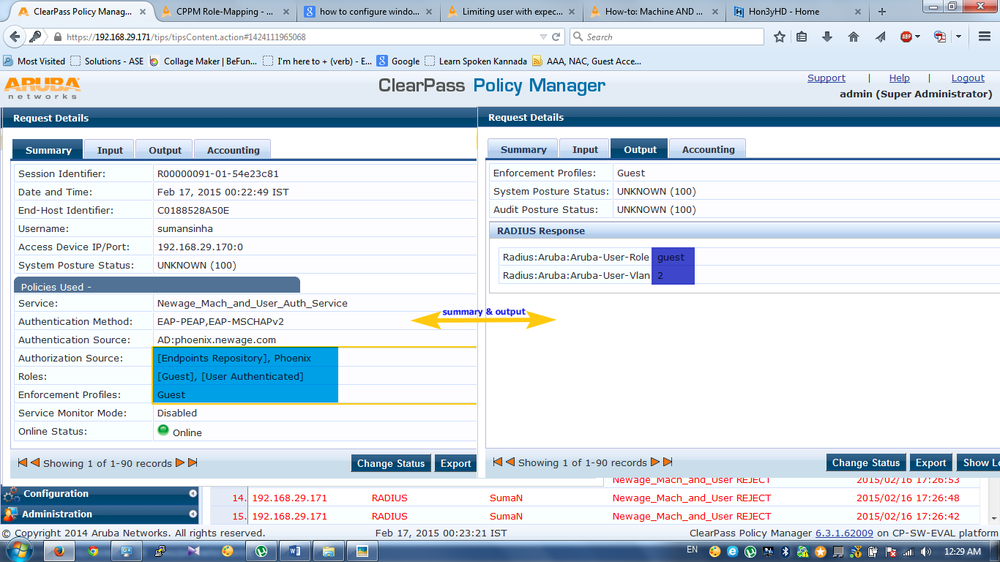 ClearPass Policy Manag...
CPPM Role-Mapping - ...
how to configure windo...
Limiting user with expec...
How-to: Machine AND ...
Hon3yHD - Home
https://192.168.29.171/tips/tipsContent.action#1424111965068
Search
ABP
Most Visited
Solutions - ASE
Collage Maker | BeFun...
I'm here to + (verb) - E...
Google
Learn Spoken Kannada
AAA, NAC, Guest Acce...
ARUBA
networks
ClearPass Policy Manager
Support | Help | Logout
admin (Super Administrator)
Request Details
Summary Input Output Accounting
Session Identifier: R00000091-01-54e23c81
Date and Time: Feb 17, 2015 00:22:49 IST
End-Host Identifier: C0188528A50E
Username: sumansinha
Access Device IP/Port: 192.168.29.170:0
System Posture Status: UNKNOWN (100)
Policies Used -
Service: Newage_Mach_and_User_Auth_Service
Authentication Method: EAP-PEAP,EAP-MSCHAPv2
Authentication Source: AD:phoenix.newage.com
Authorization Source: [Endpoints Repository], Phoenix
Roles: [Guest], [User Authenticated]
Enforcement Profiles: Guest
Service Monitor Mode: Disabled
Online Status: Online
Showing 1 of 1-90 records
Change Status Export
summary & output
Request Details
Summary Input Output Accounting
Enforcement Profiles: Guest
System Posture Status: UNKNOWN (100)
Audit Posture Status: UNKNOWN (100)
RADIUS Response
Radius:Aruba:Aruba-User-Role guest
Radius:Aruba:Aruba-User-Vlan 2
Showing 1 of 1-90 records
Change Status Export Show Lo
Configuration
Administration
Newage_Mach_and_User REJECT 2015/02/16 17:26:53
14. 192.168.29.171 RADIUS SumaN Newage_Mach_and_User REJECT 2015/02/16 17:26:48
15. 192.168.29.171 RADIUS SumaN Newage_Mach_and_User REJECT 2015/02/16 17:26:42
© Copyright 2014 Aruba Networks. All rights reserved.
Feb 17, 2015 00:23:21 IST
ClearPass Policy Manager 6.3.1.62009 on CP-SW-EVAL platform
EN
12:29 AM